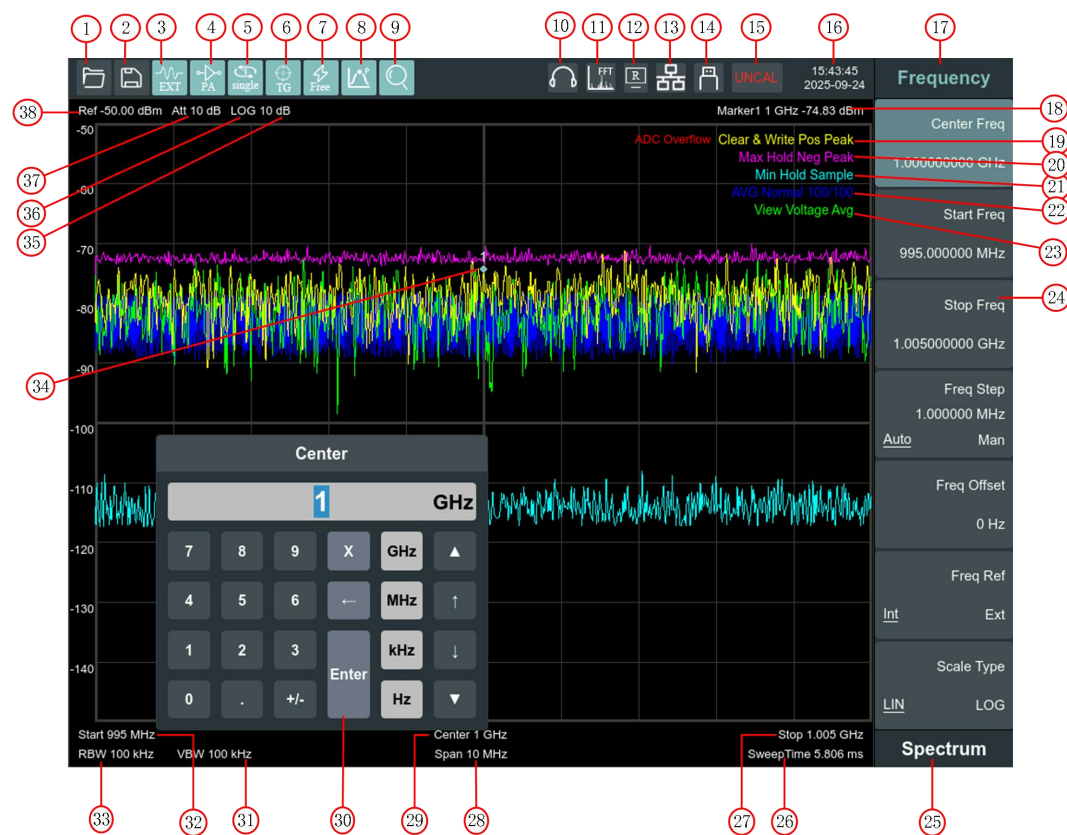 1 2 3 4 5 6 7 8 9 10 11 12 13 14 15 16 17
EXT PA single TG Free FFT R UNCAL 15:43:45 Frequency
2025-09-24
38 Ref -50.00 dBm Att 10 dB LOG 10 dB Marker1 1 GHz -74.83 dBm 18
Center Freq
1.000000000 GHz
ADC Overflow Clear & Write Pos Peak 19
Max Hold Neg Peak 20
Min Hold Sample 21
AVG Normal 100/100 22
View Voltage Avg 23
37
36
35
34
-50
-60
-70
-80
-90
-100
-110
-120
-130
-140
1
Start Freq
995.000000 MHz
Stop Freq 24
1.005000000 GHz
Freq Step
1.000000 MHz
Auto Man
Freq Offset
0 Hz
Freq Ref
Int Ext
Scale Type
LIN LOG
Center
1 GHz
7 8 9 X GHz ▲
4 5 6 ← MHz ↑
1 2 3 Enter kHz ↓
0 . +/- Hz ▼
Start 995 MHz Center 1 GHz Stop 1.005 GHz
RBW 100 kHz VBW 100 kHz Span 10 MHz SweepTime 5.806 ms
Spectrum
33 32 31 30 29 28 27 26 25